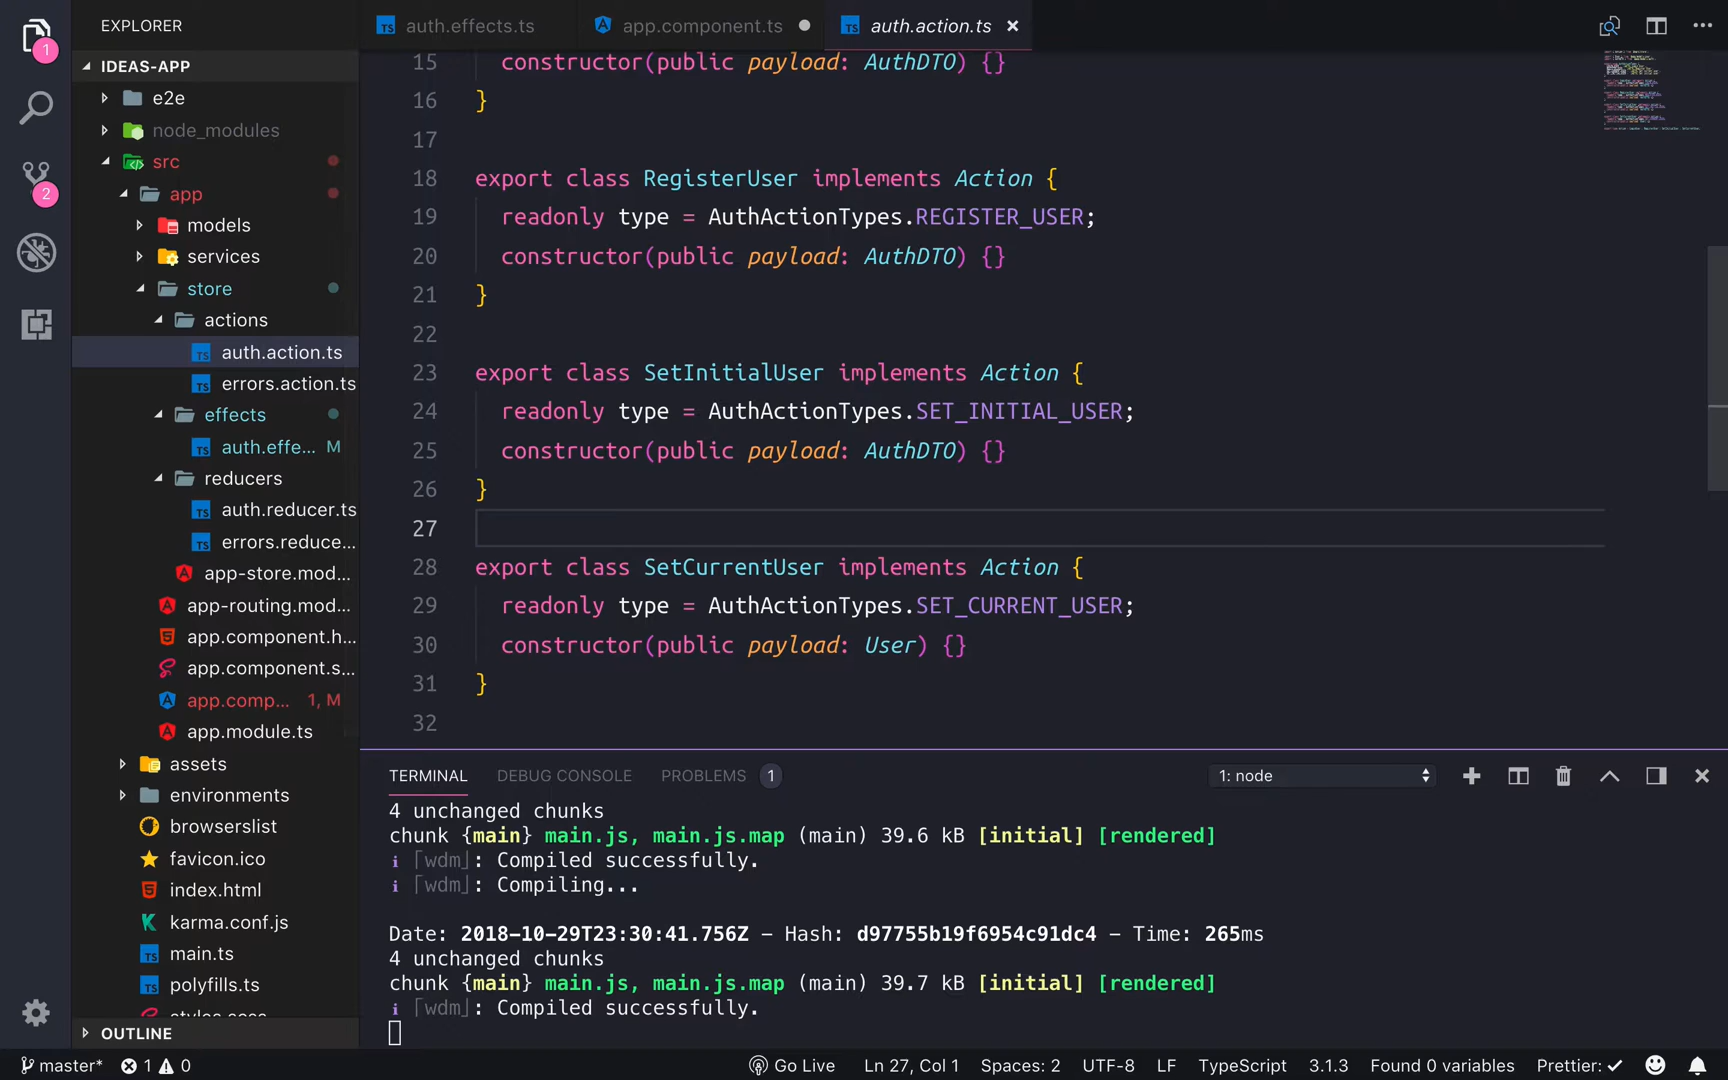 EXPLORER
auth.effects.ts
app.component.ts
auth.action.ts
1
IDEAS-APP
e2e
node_modules
src
app
2
models
services
store
actions
auth.action.ts
errors.action.ts
effects
auth.effe... M
reducers
auth.reducer.ts
errors.reduce...
app-store.mod...
app-routing.mod...
app.component.h...
app.component.s...
app.comp... 1, M
app.module.ts
assets
environments
browserslist
favicon.ico
index.html
karma.conf.js
main.ts
polyfills.ts
styles.scss
OUTLINE
15 constructor(public payload: AuthDTO) {}
16 }
17
18 export class RegisterUser implements Action {
19 readonly type = AuthActionTypes.REGISTER_USER;
20 constructor(public payload: AuthDTO) {}
21 }
22
23 export class SetInitialUser implements Action {
24 readonly type = AuthActionTypes.SET_INITIAL_USER;
25 constructor(public payload: AuthDTO) {}
26 }
27
28 export class SetCurrentUser implements Action {
29 readonly type = AuthActionTypes.SET_CURRENT_USER;
30 constructor(public payload: User) {}
31 }
32
TERMINAL DEBUG CONSOLE PROBLEMS 1 1: node
4 unchanged chunks
chunk {main} main.js, main.js.map (main) 39.6 kB [initial] [rendered]
i ｢wdm｣: Compiled successfully.
i ｢wdm｣: Compiling...
Date: 2018-10-29T23:30:41.756Z - Hash: d97755b19f6954c91dc4 - Time: 265ms
4 unchanged chunks
chunk {main} main.js, main.js.map (main) 39.7 kB [initial] [rendered]
i ｢wdm｣: Compiled successfully.
master* 1 0 Go Live Ln 27, Col 1 Spaces: 2 UTF-8 LF TypeScript 3.1.3 Found 0 variables Prettier: ✓